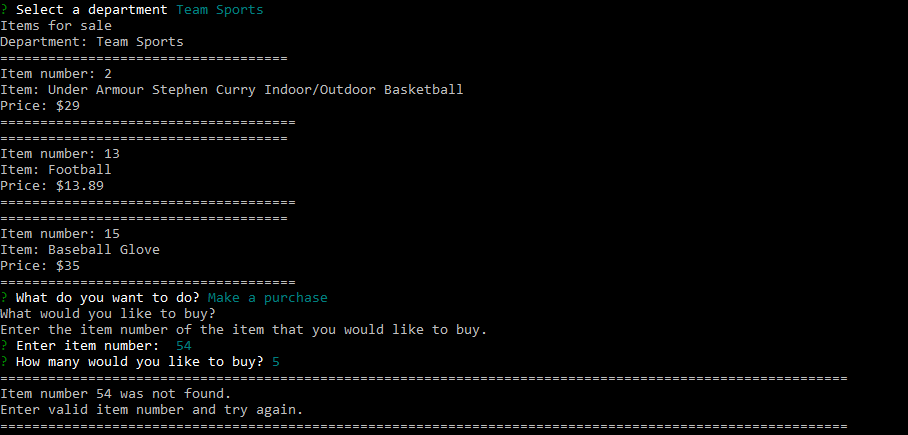 ? Select a department Team Sports
Items for sale
Department: Team Sports
====================================
Item number: 2
Item: Under Armour Stephen Curry Indoor/Outdoor Basketball
Price: $29
=====================================
====================================
Item number: 13
Item: Football
Price: $13.89
=====================================
====================================
Item number: 15
Item: Baseball Glove
Price: $35
=====================================
? What do you want to do? Make a purchase
What would you like to buy?
Enter the item number of the item that you would like to buy.
? Enter item number:  54
? How many would you like to buy? 5
==========================================================================================================
Item number 54 was not found.
Enter valid item number and try again.
==========================================================================================================